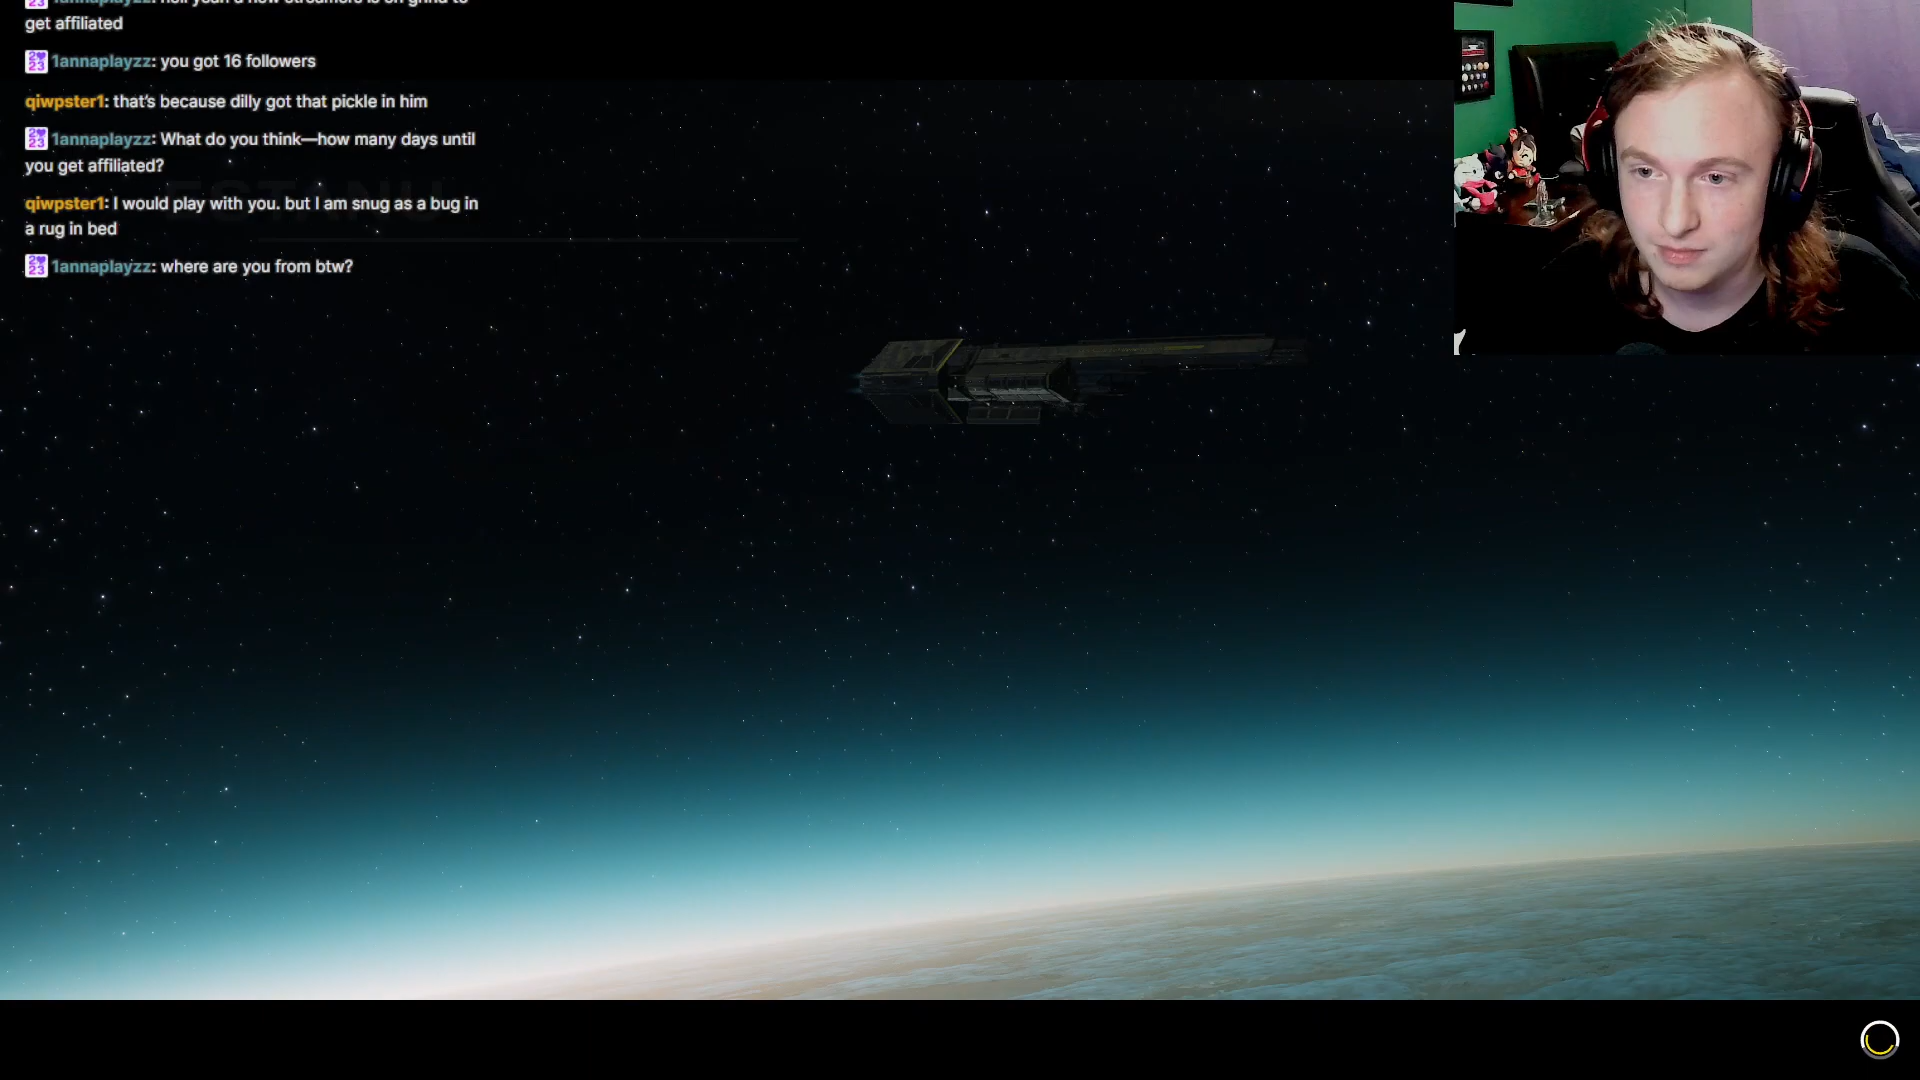 get affiliated
1annaplayzz: you got 16 followers
qiwpster1: that's because dilly got that pickle in him
1annaplayzz: What do you think—how many days until
you get affiliated?
qiwpster1: I would play with you. but I am snug as a bug in
a rug in bed
1annaplayzz: where are you from btw?